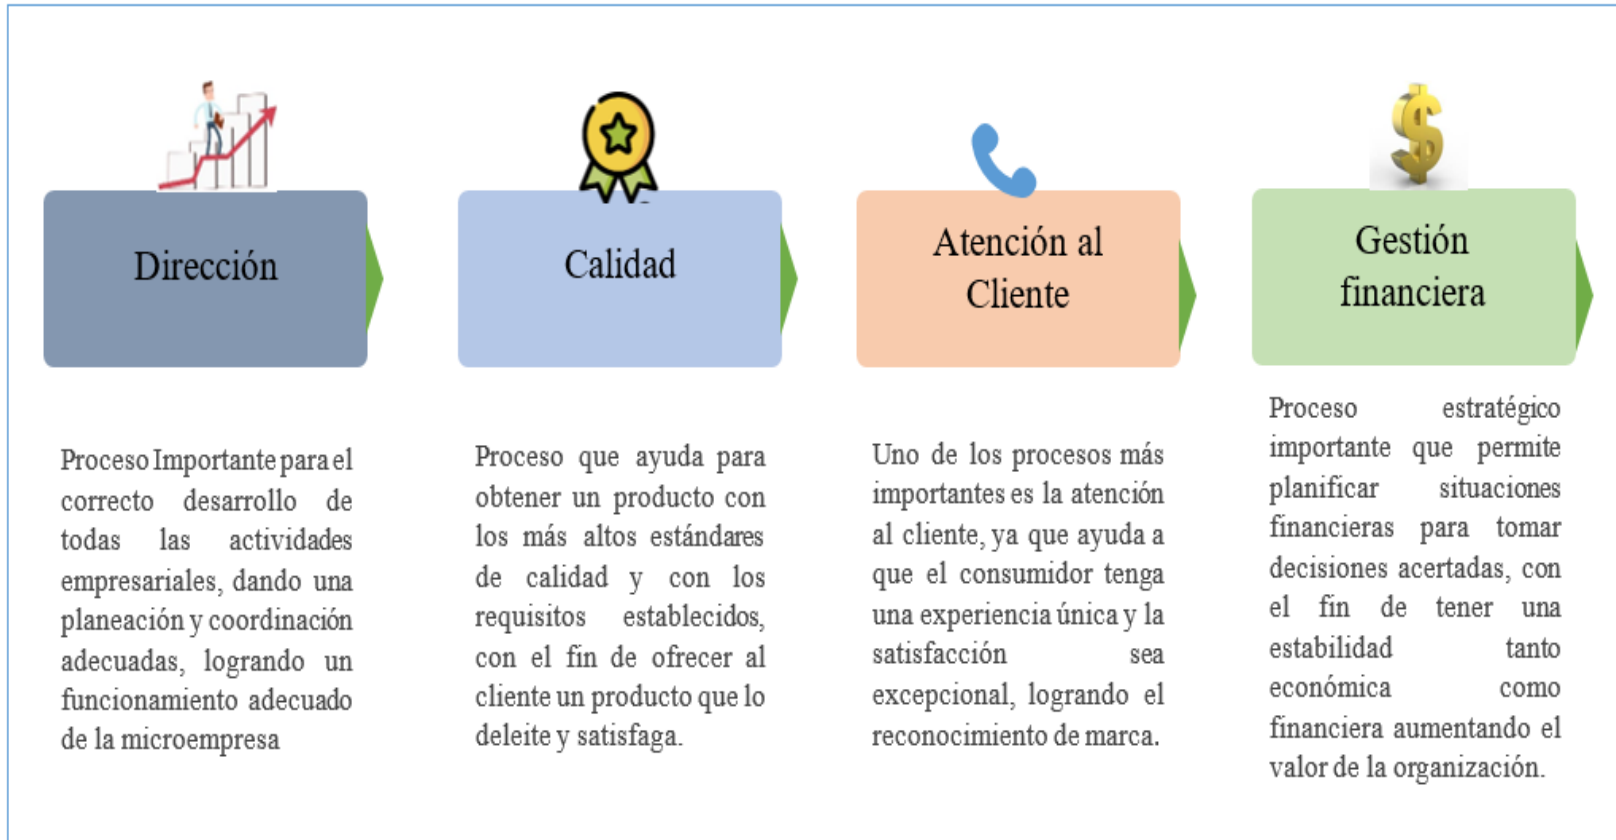 Dirección
Proceso Importante para el
correcto desarrollo de
todas las actividades
empresariales, dando una
planeación y coordinación
adecuadas, logrando un
funcionamiento adecuado
de la microempresa
Calidad
Proceso que ayuda para
obtener un producto con
los más altos estándares
de calidad y con los
requisitos establecidos,
con el fin de ofrecer al
cliente un producto que lo
deleite y satisfaga.
Atención al
Cliente
Uno de los procesos más
importantes es la atención
al cliente, ya que ayuda a
que el consumidor tenga
una experiencia única y la
satisfacción sea
excepcional, logrando el
reconocimiento de marca.
Gestión
financiera
Proceso estratégico
importante que permite
planificar situaciones
financieras para tomar
decisiones acertadas, con
el fin de tener una
estabilidad tanto
económica como
financiera aumentando el
valor de la organización.